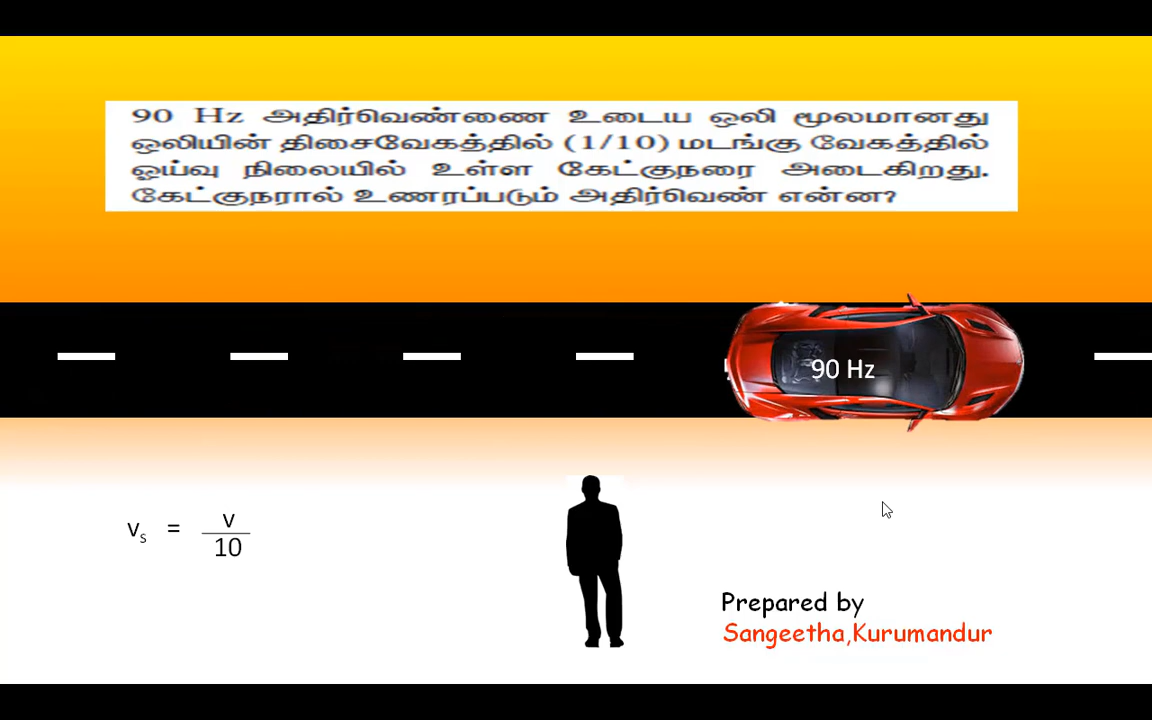 90 Hz அதிர்வெண்ணை உடைய ஒலி மூலமானது
ஒலியின் திசைவேகத்தில் (1/10) மடங்கு வேகத்தில்
ஓய்வு நிலையில் உள்ள கேட்குநரை அடைகிறது.
கேட்குநரால் உணரப்படும் அதிர்வெண் என்ன?
90 Hz
vₛ = v
10
Prepared by
Sangeetha,Kurumandur